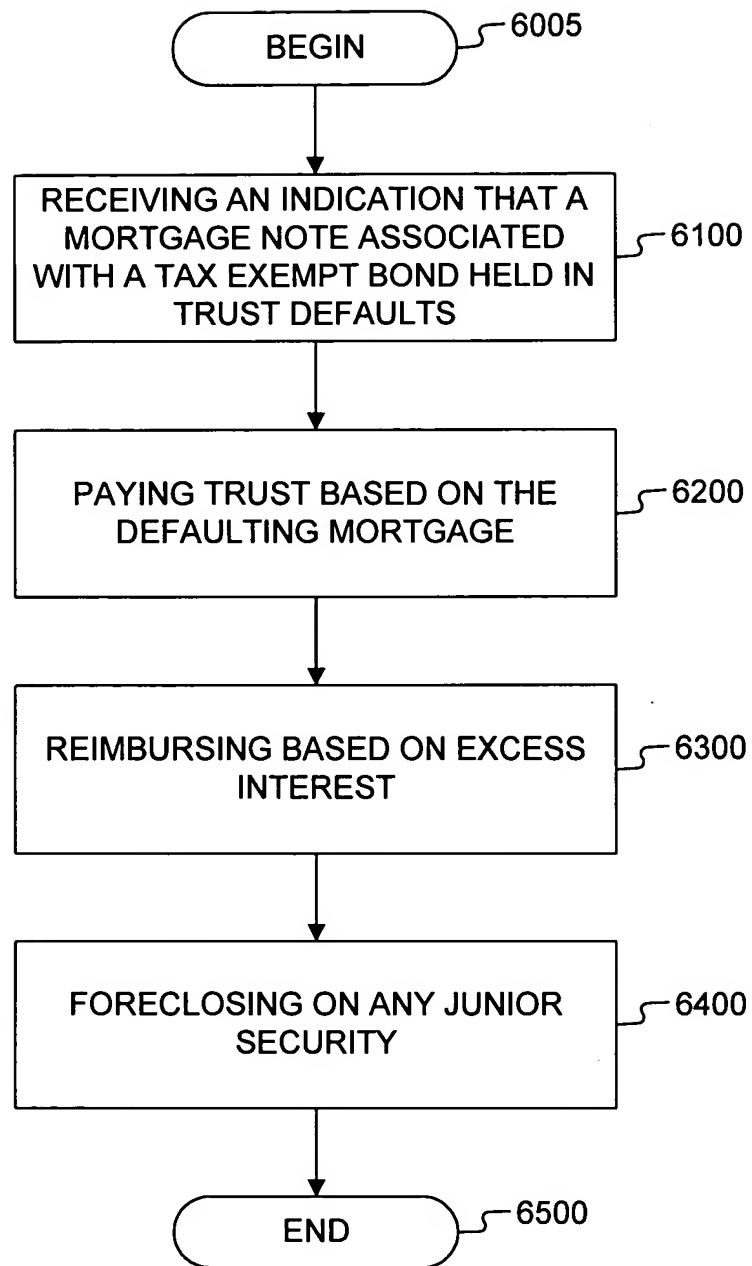 BEGIN
6005
RECEIVING AN INDICATION THAT A
MORTGAGE NOTE ASSOCIATED
WITH A TAX EXEMPT BOND HELD IN
TRUST DEFAULTS
6100
PAYING TRUST BASED ON THE
DEFAULTING MORTGAGE
6200
REIMBURSING BASED ON EXCESS
INTEREST
6300
FORECLOSING ON ANY JUNIOR
SECURITY
6400
END
6500